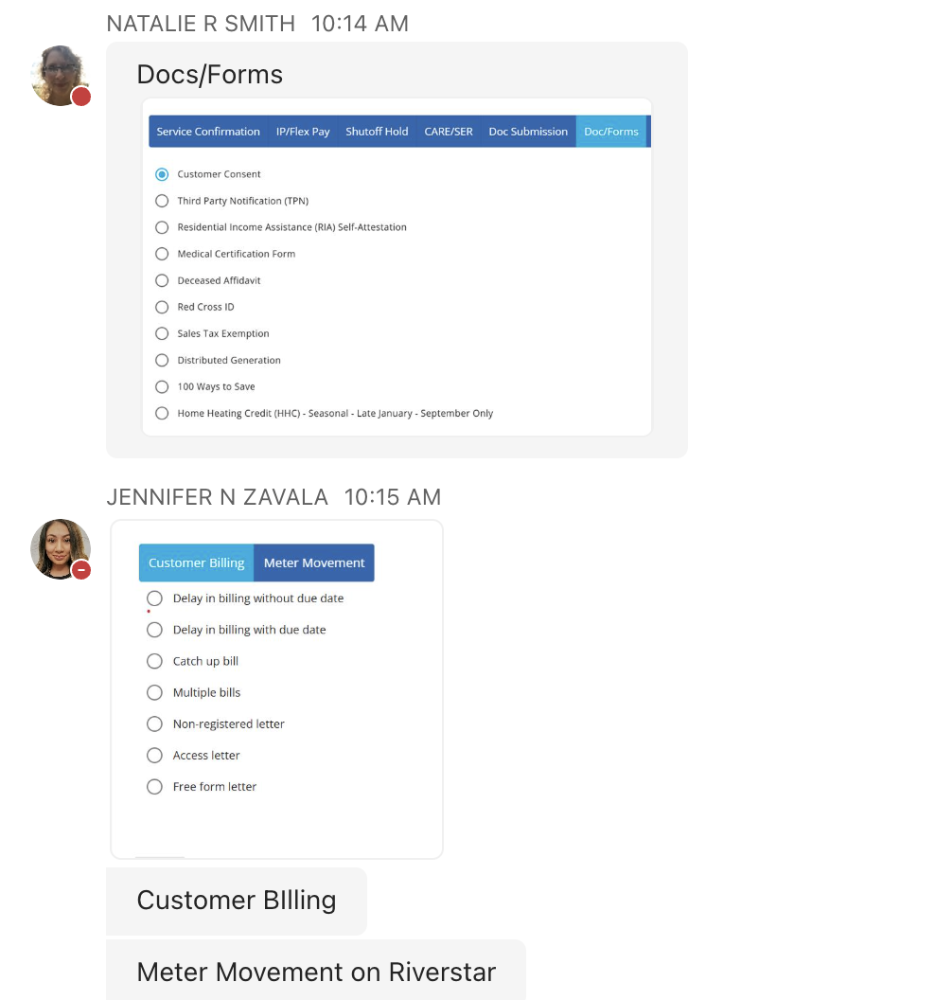 NATALIE R SMITH 10:14 AM
Docs/Forms
Service Confirmation IP/Flex Pay Shutoff Hold CARE/SER Doc Submission Doc/Forms
Customer Consent
Third Party Notification (TPN)
Residential Income Assistance (RIA) Self-Attestation
Medical Certification Form
Deceased Affidavit
Red Cross ID
Sales Tax Exemption
Distributed Generation
100 Ways to Save
Home Heating Credit (HHC) - Seasonal - Late January - September Only
JENNIFER N ZAVALA 10:15 AM
Customer Billing Meter Movement
Delay in billing without due date
Delay in billing with due date
Catch up bill
Multiple bills
Non-registered letter
Access letter
Free form letter
Customer BIlling
Meter Movement on Riverstar